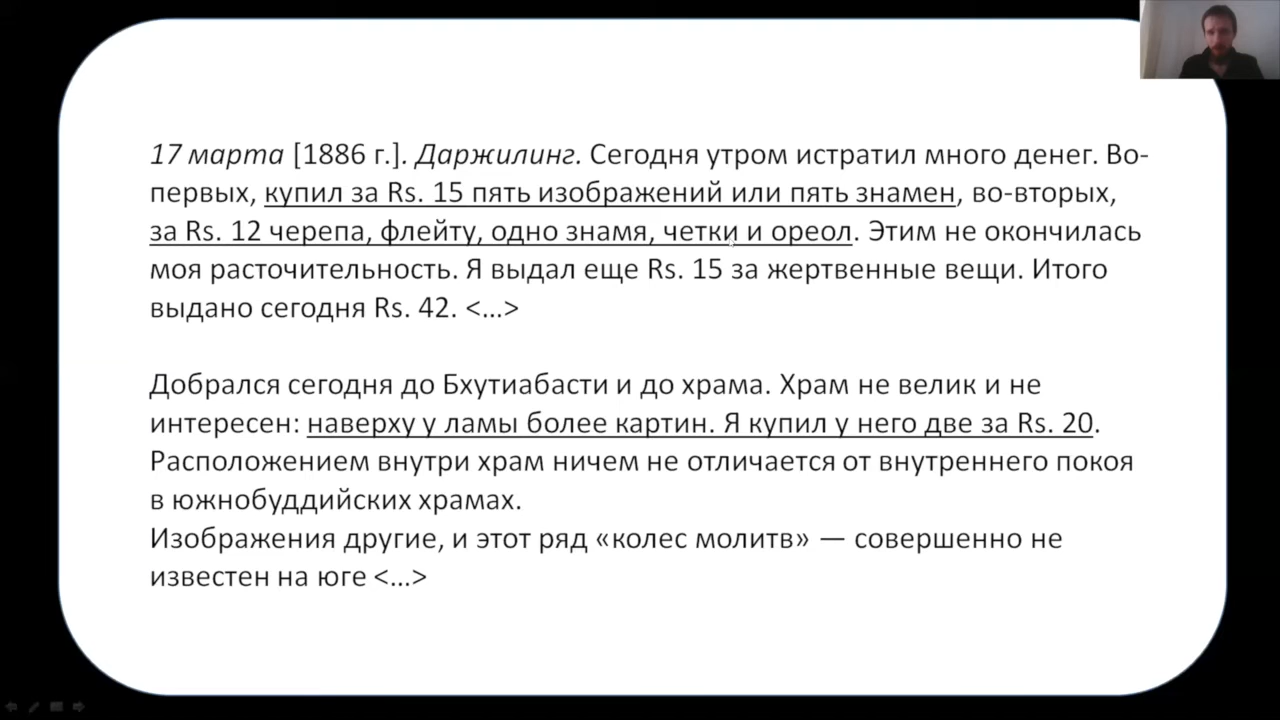 17 марта [1886 г.]. Даржилинг. Сегодня утром истратил много денег. Во-
первых, купил за Rs. 15 пять изображений или пять знамен, во-вторых,
за Rs. 12 черепа, флейту, одно знамя, четки и ореол. Этим не окончилась
моя расточительность. Я выдал еще Rs. 15 за жертвенные вещи. Итого
выдано сегодня Rs. 42. <...>
Добрался сегодня до Бхутиабасти и до храма. Храм не велик и не
интересен: наверху у ламы более картин. Я купил у него две за Rs. 20.
Расположением внутри храм ничем не отличается от внутреннего покоя
в южнобуддийских храмах.
Изображения другие, и этот ряд «колес молитв» — совершенно не
известен на юге <...>